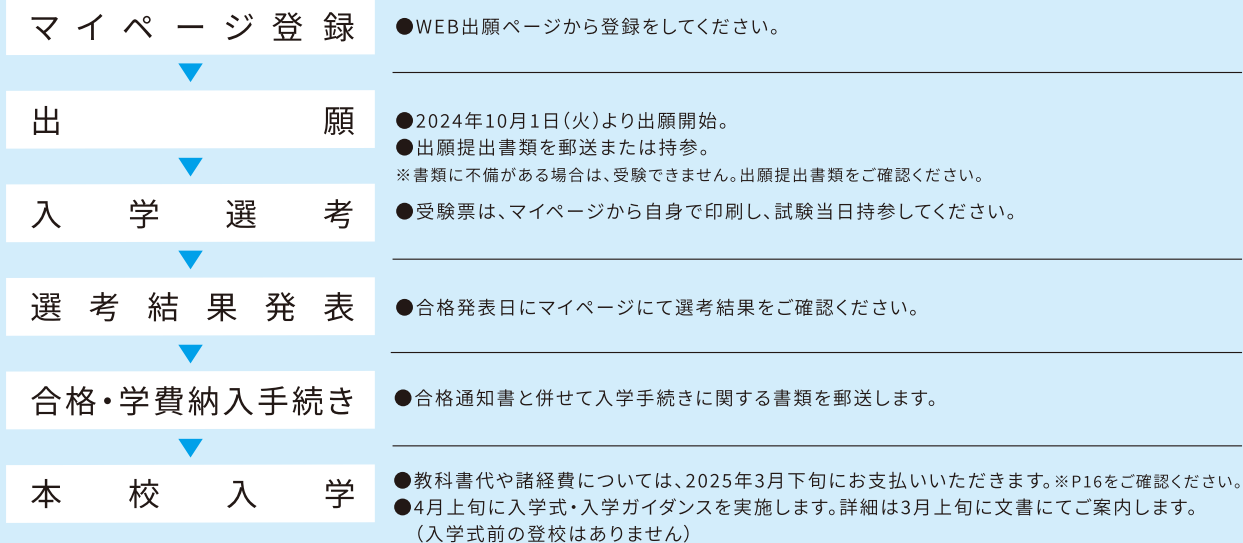 マイページ登録
●WEB出願ページから登録をしてください。
出願
●2024年10月1日(火)より出願開始。
●出願提出書類を郵送または持参。
※書類に不備がある場合は、受験できません。出願提出書類をご確認ください。
入学選考
●受験票は、マイページから自身で印刷し、試験当日持参してください。
選考結果発表
●合格発表日にマイページにて選考結果をご確認ください。
合格・学費納入手続き
●合格通知書と併せて入学手続きに関する書類を郵送します。
本校入学
●教科書代や諸経費については、2025年3月下旬にお支払いいただきます。※P16をご確認ください。
●4月上旬に入学式・入学ガイダンスを実施します。詳細は3月上旬に文書にてご案内します。
(入学式前の登校はありません)